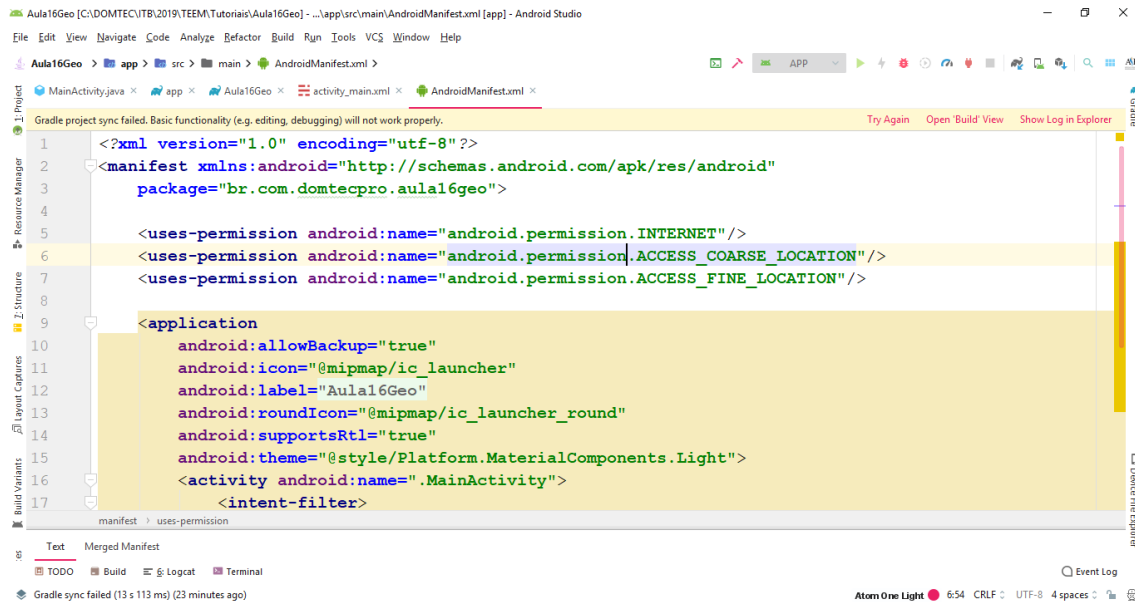 Aula16Geo [C:\DOMTEC\ITB\2019\TEEM\Tutoriais\Aula16Geo] - ...\app\src\main\AndroidManifest.xml [app] - Android Studio
File Edit View Navigate Code Analyze Refactor Build Run Tools VCS Window Help
Aula16Geo app src main AndroidManifest.xml APP
MainActivity.java app Aula16Geo activity_main.xml AndroidManifest.xml
Gradle project sync failed. Basic functionality (e.g. editing, debugging) will not work properly. Try Again Open 'Build' View Show Log in Explorer
1 <?xml version="1.0" encoding="utf-8"?>
2 <manifest xmlns:android="http://schemas.android.com/apk/res/android"
3 package="br.com.domtecpro.aula16geo">
4
5 <uses-permission android:name="android.permission.INTERNET"/>
6 <uses-permission android:name="android.permission.ACCESS_COARSE_LOCATION"/>
7 <uses-permission android:name="android.permission.ACCESS_FINE_LOCATION"/>
8
9 <application
10 android:allowBackup="true"
11 android:icon="@mipmap/ic_launcher"
12 android:label="Aula16Geo"
13 android:roundIcon="@mipmap/ic_launcher_round"
14 android:supportsRtl="true"
15 android:theme="@style/Platform.MaterialComponents.Light">
16 <activity android:name=".MainActivity">
17 <intent-filter>
manifest uses-permission
Text Merged Manifest
TODO Build 6: Logcat Terminal Event Log
Gradle sync failed (13 s 113 ms) (23 minutes ago) Atom One Light 6:54 CRLF UTF-8 4 spaces
1: Project
Resource Manager
7: Structure
Layout Captures
Build Variants
Gradle
Device File Explorer